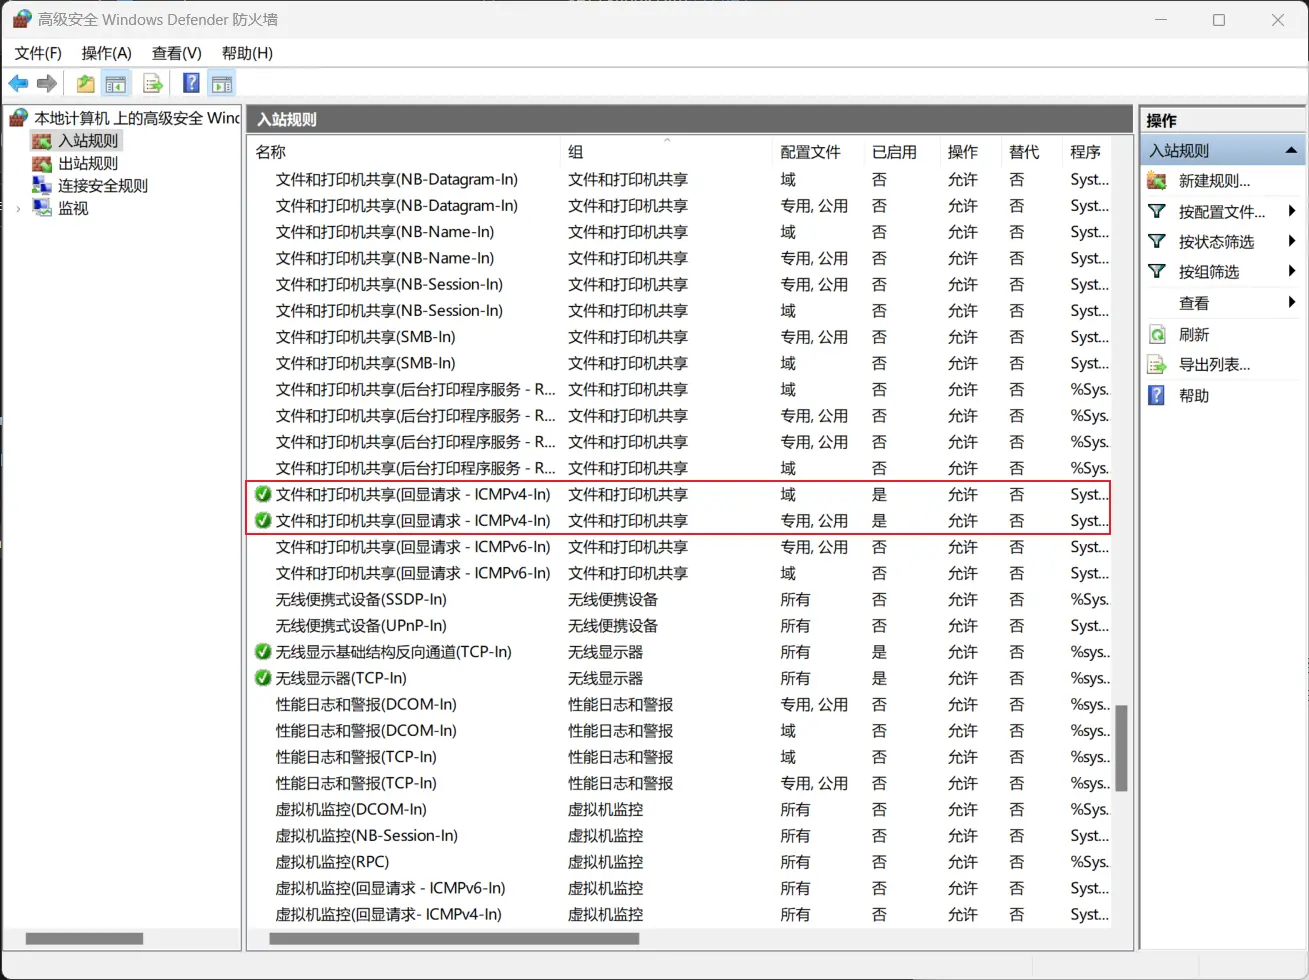 高级安全 Windows Defender 防火墙
文件(F) 操作(A) 查看(V) 帮助(H)
本地计算机 上的高级安全 Wind
入站规则
出站规则
连接安全规则
监视
入站规则
名称 组 配置文件 已启用 操作 替代 程序
文件和打印机共享(NB-Datagram-In) 文件和打印机共享 域 否 允许 否 Syst...
文件和打印机共享(NB-Datagram-In) 文件和打印机共享 专用, 公用 否 允许 否 Syst...
文件和打印机共享(NB-Name-In) 文件和打印机共享 域 否 允许 否 Syst...
文件和打印机共享(NB-Name-In) 文件和打印机共享 专用, 公用 否 允许 否 Syst...
文件和打印机共享(NB-Session-In) 文件和打印机共享 专用, 公用 否 允许 否 Syst...
文件和打印机共享(NB-Session-In) 文件和打印机共享 域 否 允许 否 Syst...
文件和打印机共享(SMB-In) 文件和打印机共享 专用, 公用 否 允许 否 Syst...
文件和打印机共享(SMB-In) 文件和打印机共享 域 否 允许 否 Syst...
文件和打印机共享(后台打印程序服务 - R... 文件和打印机共享 域 否 允许 否 %Sys.
文件和打印机共享(后台打印程序服务 - R... 文件和打印机共享 专用, 公用 否 允许 否 %Sys.
文件和打印机共享(后台打印程序服务 - R... 文件和打印机共享 专用, 公用 否 允许 否 %Sys.
文件和打印机共享(后台打印程序服务 - R... 文件和打印机共享 域 否 允许 否 %Sys.
文件和打印机共享(回显请求 - ICMPv4-In) 文件和打印机共享 域 是 允许 否 Syst...
文件和打印机共享(回显请求 - ICMPv4-In) 文件和打印机共享 专用, 公用 是 允许 否 Syst...
文件和打印机共享(回显请求 - ICMPv6-In) 文件和打印机共享 专用, 公用 否 允许 否 Syst...
文件和打印机共享(回显请求 - ICMPv6-In) 文件和打印机共享 域 否 允许 否 Syst...
无线便携式设备(SSDP-In) 无线便携设备 所有 否 允许 否 %Sys.
无线便携式设备(UPnP-In) 无线便携设备 所有 否 允许 否 Syst...
无线显示基础结构反向通道(TCP-In) 无线显示器 所有 是 允许 否 %sys..
无线显示器(TCP-In) 无线显示器 所有 是 允许 否 %sys..
性能日志和警报(DCOM-In) 性能日志和警报 专用, 公用 否 允许 否 %sys..
性能日志和警报(DCOM-In) 性能日志和警报 域 否 允许 否 %sys..
性能日志和警报(TCP-In) 性能日志和警报 域 否 允许 否 %sys..
性能日志和警报(TCP-In) 性能日志和警报 专用, 公用 否 允许 否 %sys..
虚拟机监控(DCOM-In) 虚拟机监控 所有 否 允许 否 %Sys.
虚拟机监控(NB-Session-In) 虚拟机监控 所有 否 允许 否 Syst...
虚拟机监控(RPC) 虚拟机监控 所有 否 允许 否 %Sys.
虚拟机监控(回显请求 - ICMPv6-In) 虚拟机监控 所有 否 允许 否 Syst...
虚拟机监控(回显请求- ICMPv4-In) 虚拟机监控 所有 否 允许 否 Syst...
操作
入站规则
新建规则...
按配置文件...
按状态筛选
按组筛选
查看
刷新
导出列表...
帮助